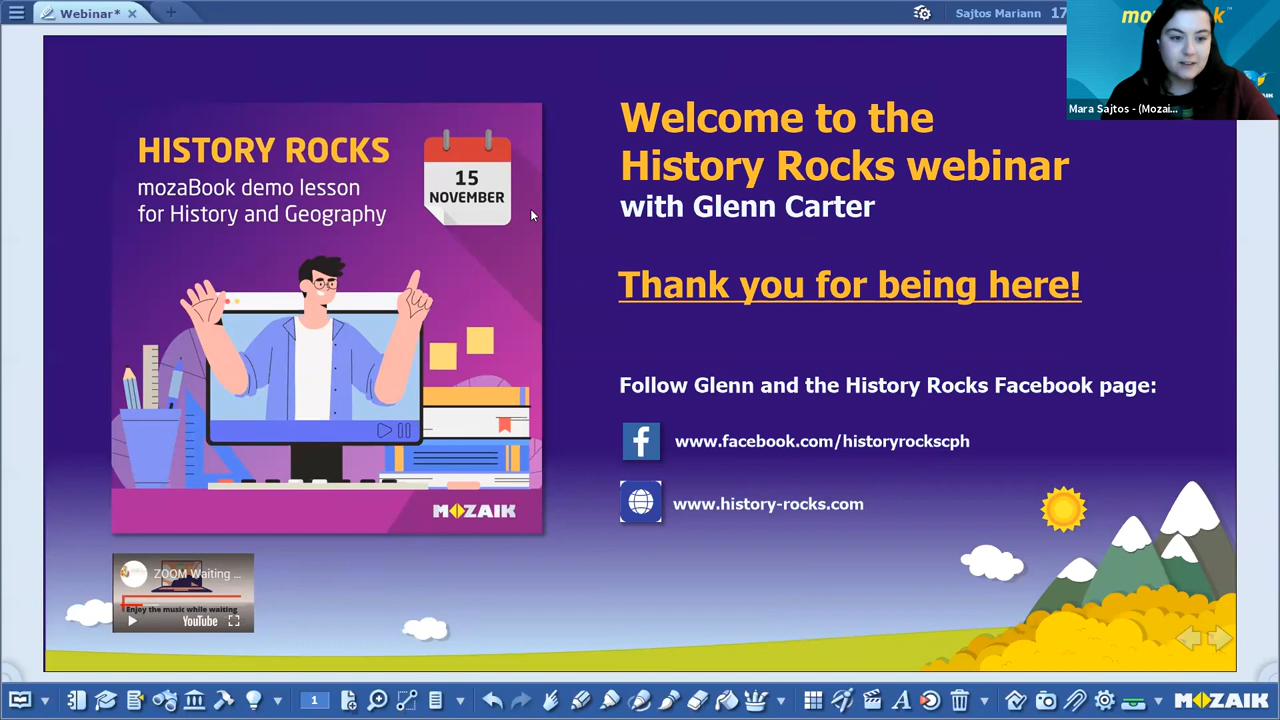 Webinar*
Sajtos Mariann 17
Mara Sajtos - (Mozai...
HISTORY ROCKS
mozaBook demo lesson
for History and Geography
15
NOVEMBER
MOZAIK
Welcome to the
History Rocks webinar
with Glenn Carter
Thank you for being here!
Follow Glenn and the History Rocks Facebook page:
www.facebook.com/historyrockscph
www.history-rocks.com
ZOOM Waiting ...
Enjoy the music while waiting
YouTube
1
MOZAIK